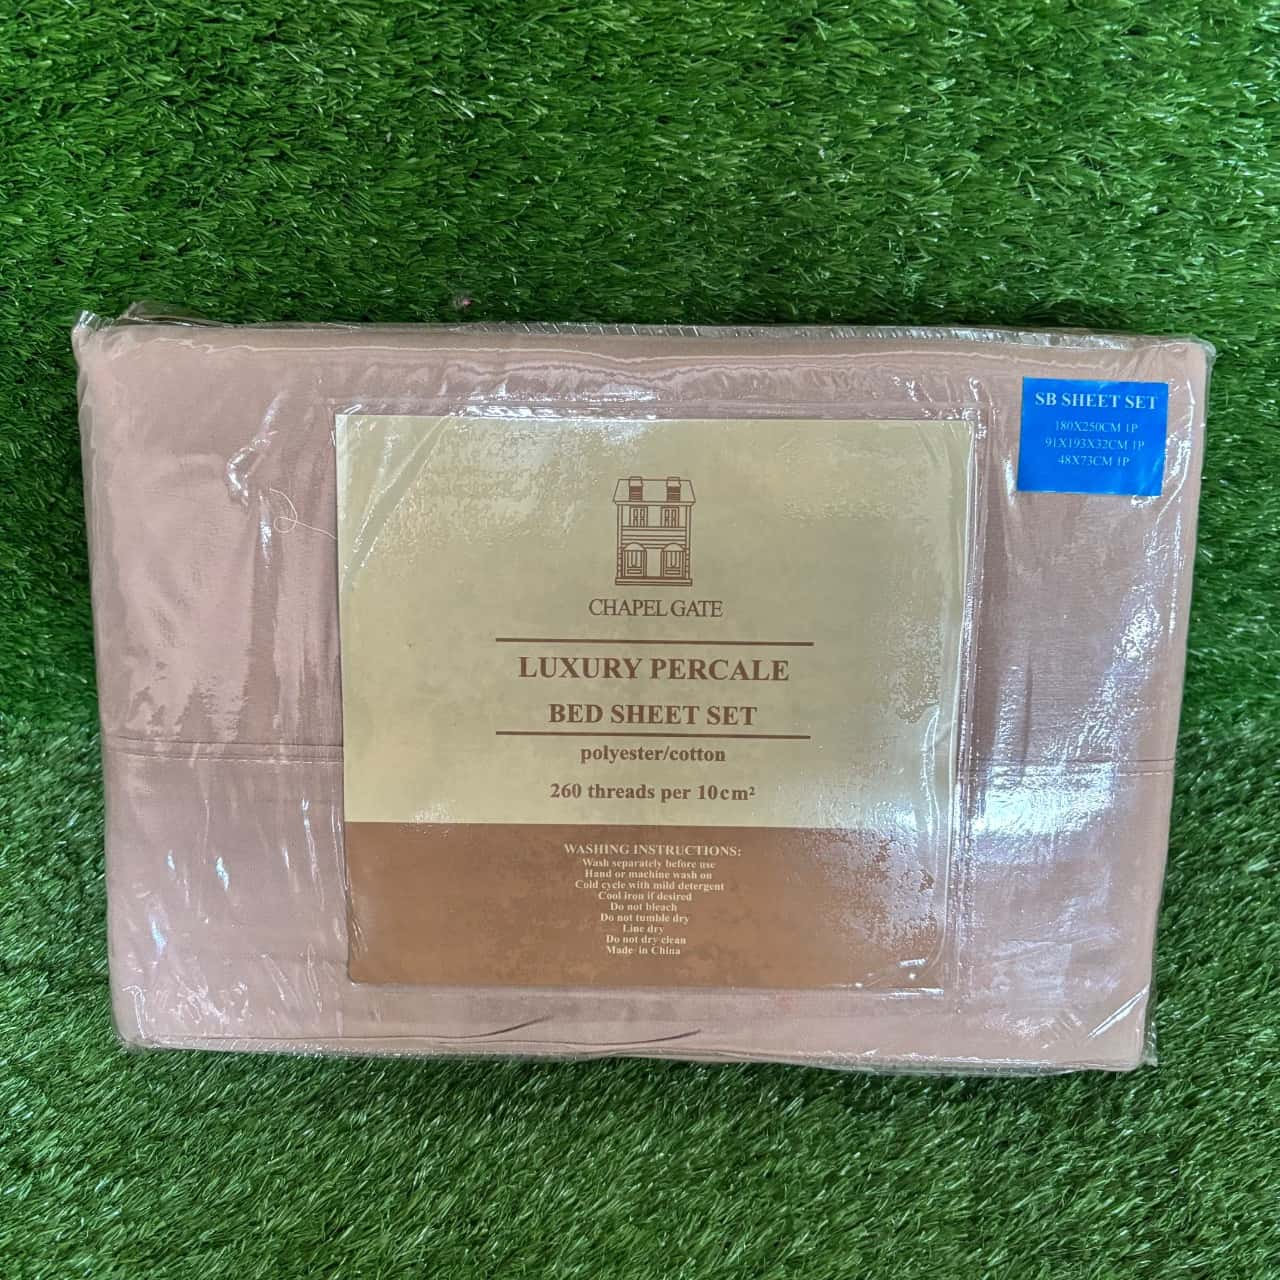 SB SHEET SET
180X250CM 1P
91X193X32CM 1P
48X73CM 1P
CHAPEL GATE
LUXURY PERCALE
BED SHEET SET
polyester/cotton
260 threads per 10cm²
WASHING INSTRUCTIONS:
Wash separately before use
Hand or machine wash on
Cold cycle with mild detergent
Cool iron if desired
Do not bleach
Do not tumble dry
Line dry
Do not dry clean
Made in China